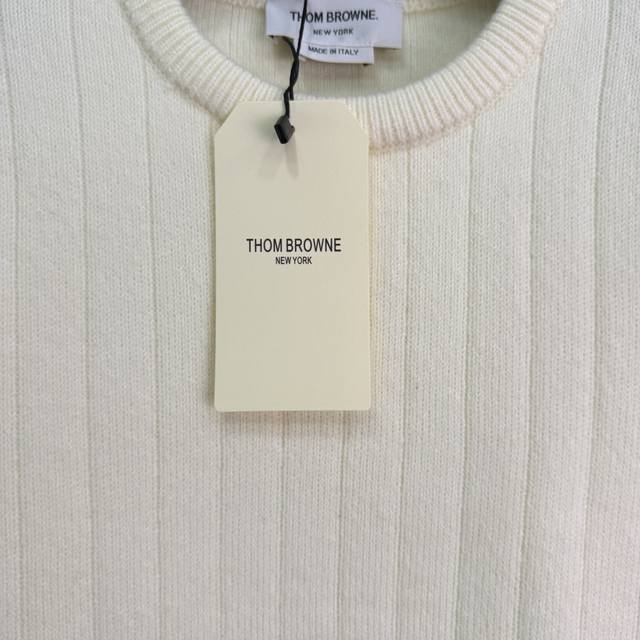 THOM BROWNE.
NEW YORK
MADE IN ITALY
THOM BROWNE
NEW YORK